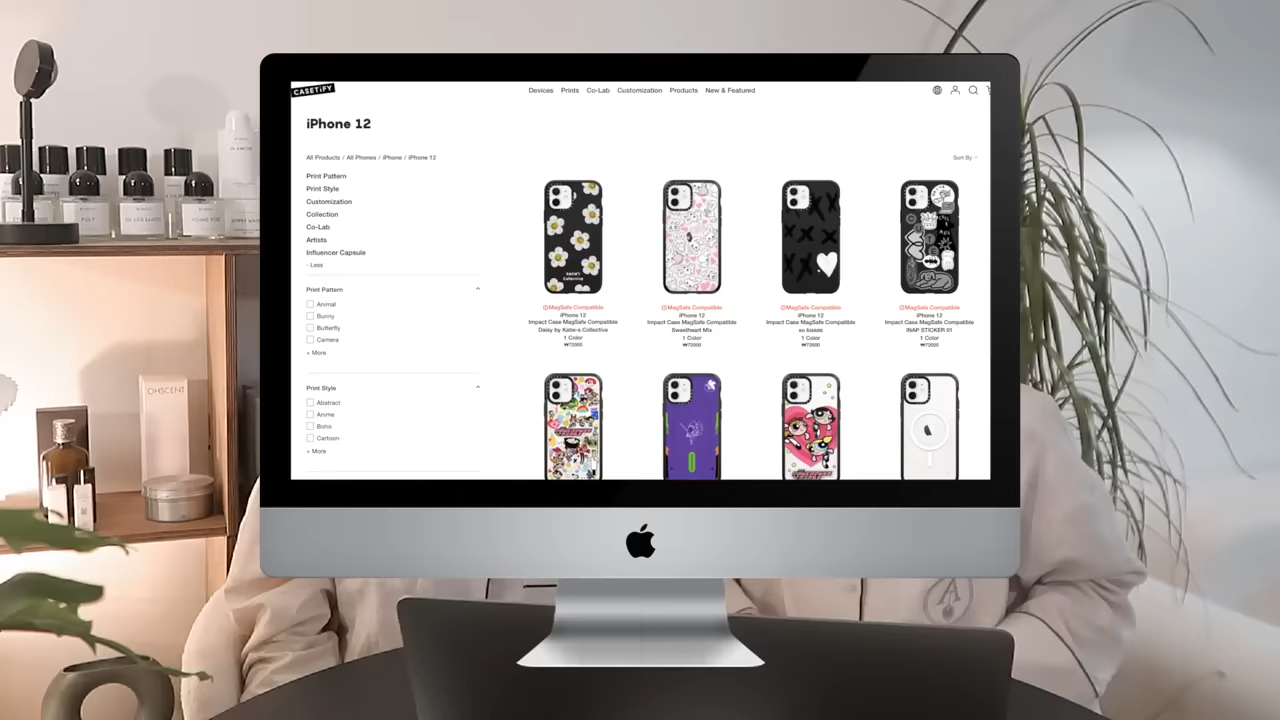 CASETiFY
Devices Prints Co-Lab Customization Products New & Featured
iPhone 12
All Products / All Phones / iPhone / iPhone 12
Sort By
Print Pattern
Print Style
Customization
Collection
Co-Lab
Artists
Influencer Capsule
- Less
Print Pattern
Animal
Bunny
Butterfly
Camera
+ More
Print Style
Abstract
Anime
Boho
Cartoon
+ More
MagSafe Compatible
iPhone 12
Impact Case MagSafe Compatible
Daisy by Katie-s Collective
1 Color
₩72000
MagSafe Compatible
iPhone 12
Impact Case MagSafe Compatible
Sweetheart Mix
1 Color
₩72000
MagSafe Compatible
iPhone 12
Impact Case MagSafe Compatible
xo kisses
1 Color
₩72000
MagSafe Compatible
iPhone 12
Impact Case MagSafe Compatible
INAP STICKER 01
1 Color
₩72000
OHSCENT
PULP
A